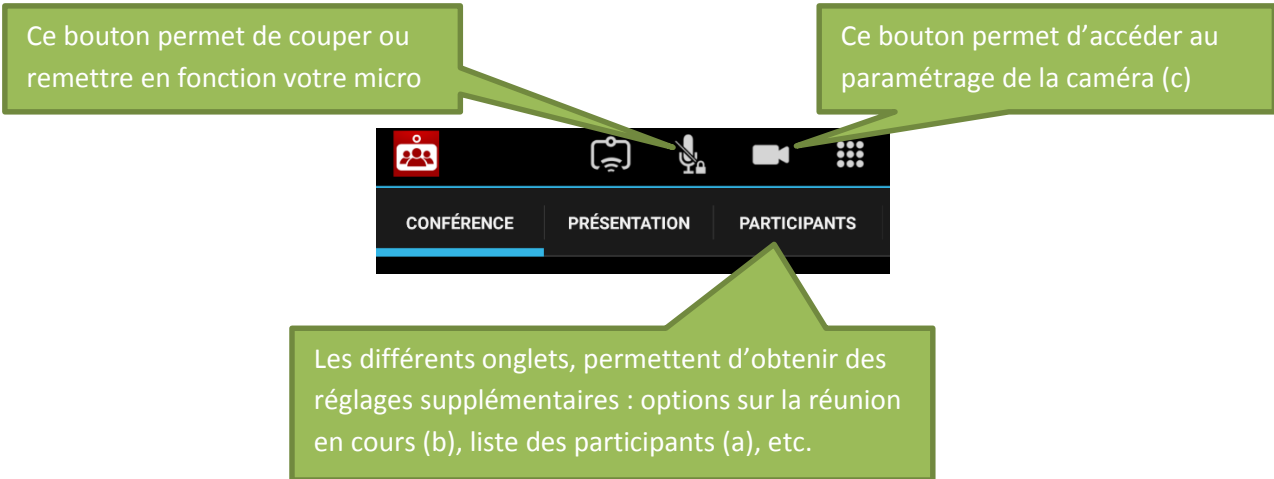 Ce bouton permet de couper ou
remettre en fonction votre micro
Ce bouton permet d’accéder au
paramétrage de la caméra (c)
CONFÉRENCE
PRÉSENTATION
PARTICIPANTS
Les différents onglets, permettent d’obtenir des
réglages supplémentaires : options sur la réunion
en cours (b), liste des participants (a), etc.